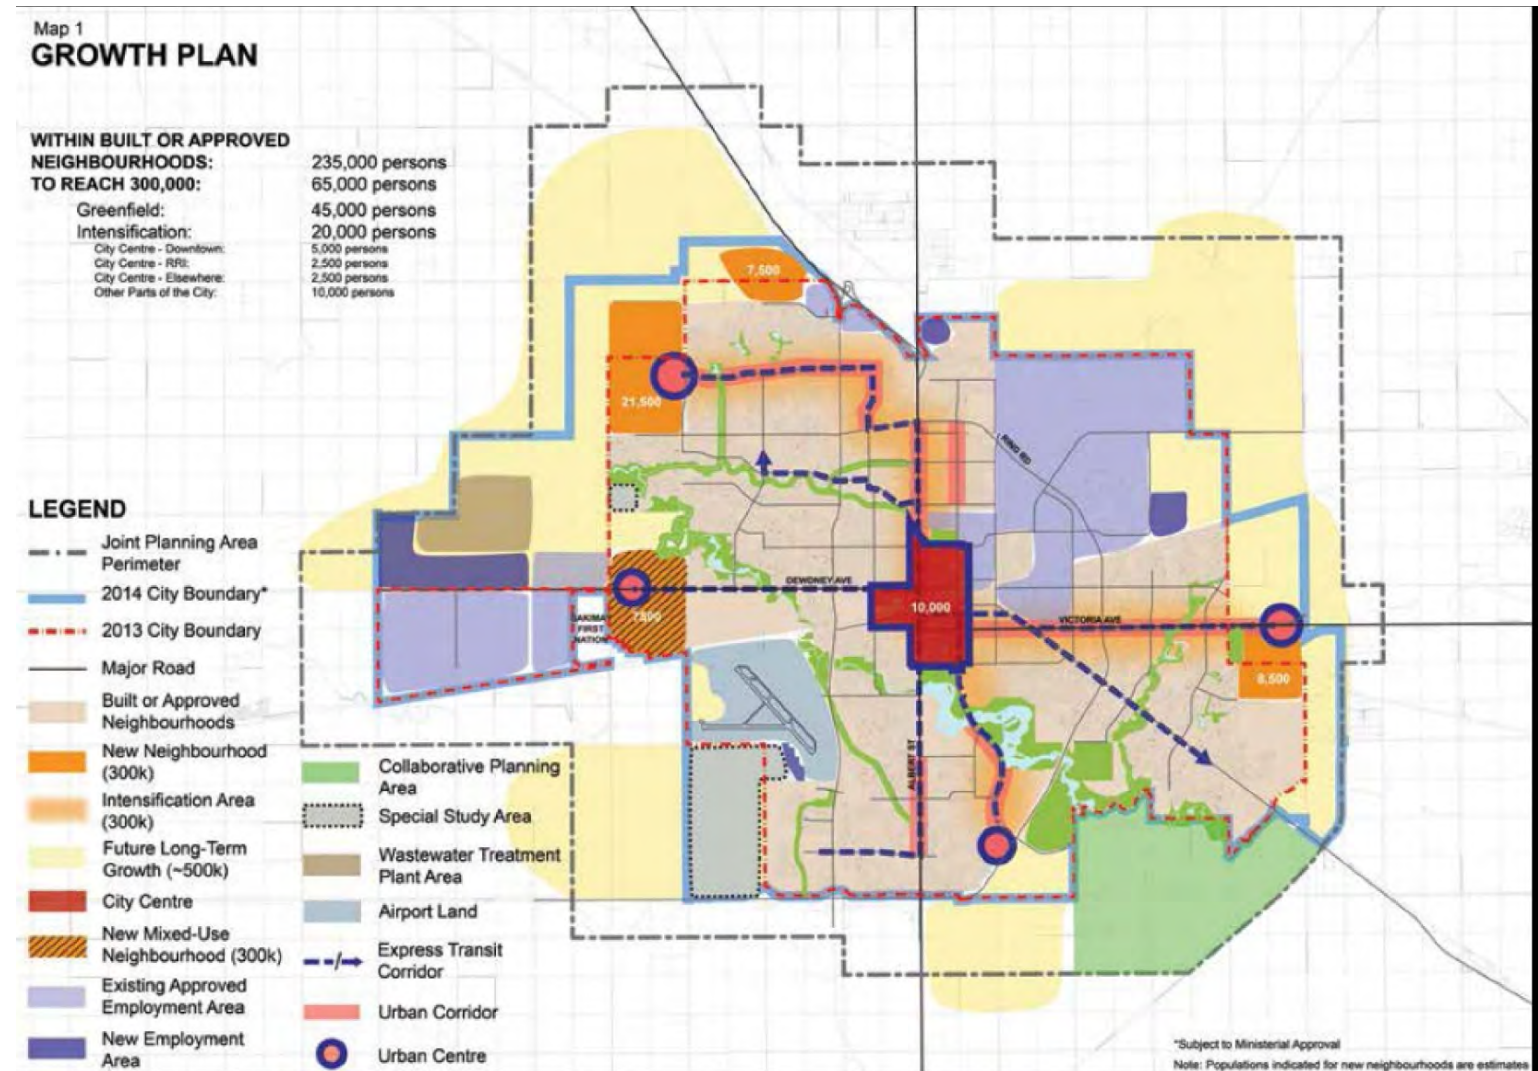 Map 1
GROWTH PLAN
WITHIN BUILT OR APPROVED
NEIGHBOURHOODS: 235,000 persons
TO REACH 300,000: 65,000 persons
Greenfield: 45,000 persons
Intensification: 20,000 persons
City Centre - Downtown: 5,000 persons
City Centre - RRI: 2,500 persons
City Centre - Elsewhere: 2,500 persons
Other Parts of the City: 10,000 persons
7,500
21,500
RING RD
DEWDNEY AVE
10,000
VICTORIA AVE
7500
SAKIMAY
FIRST
NATION
8,500
ALBERT ST
LEGEND
Joint Planning Area
Perimeter
2014 City Boundary*
2013 City Boundary
Major Road
Built or Approved
Neighbourhoods
New Neighbourhood
(300k)
Intensification Area
(300k)
Future Long-Term
Growth (~500k)
City Centre
New Mixed-Use
Neighbourhood (300k)
Existing Approved
Employment Area
New Employment
Area
Collaborative Planning
Area
Special Study Area
Wastewater Treatment
Plant Area
Airport Land
Express Transit
Corridor
Urban Corridor
Urban Centre
*Subject to Ministerial Approval
Note: Populations indicated for new neighbourhoods are estimates